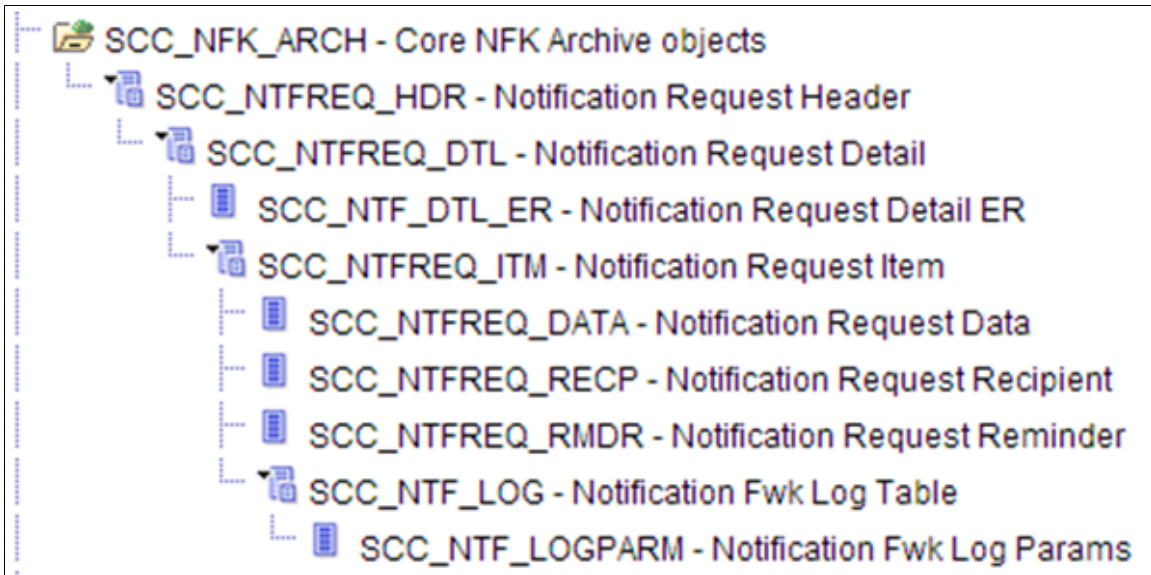 SCC_NFK_ARCH - Core NFK Archive objects
SCC_NTFREQ_HDR - Notification Request Header
SCC_NTFREQ_DTL - Notification Request Detail
SCC_NTF_DTL_ER - Notification Request Detail ER
SCC_NTFREQ_ITM - Notification Request Item
SCC_NTFREQ_DATA - Notification Request Data
SCC_NTFREQ_RECP - Notification Request Recipient
SCC_NTFREQ_RMDR - Notification Request Reminder
SCC_NTF_LOG - Notification Fwk Log Table
SCC_NTF_LOGPARM - Notification Fwk Log Params